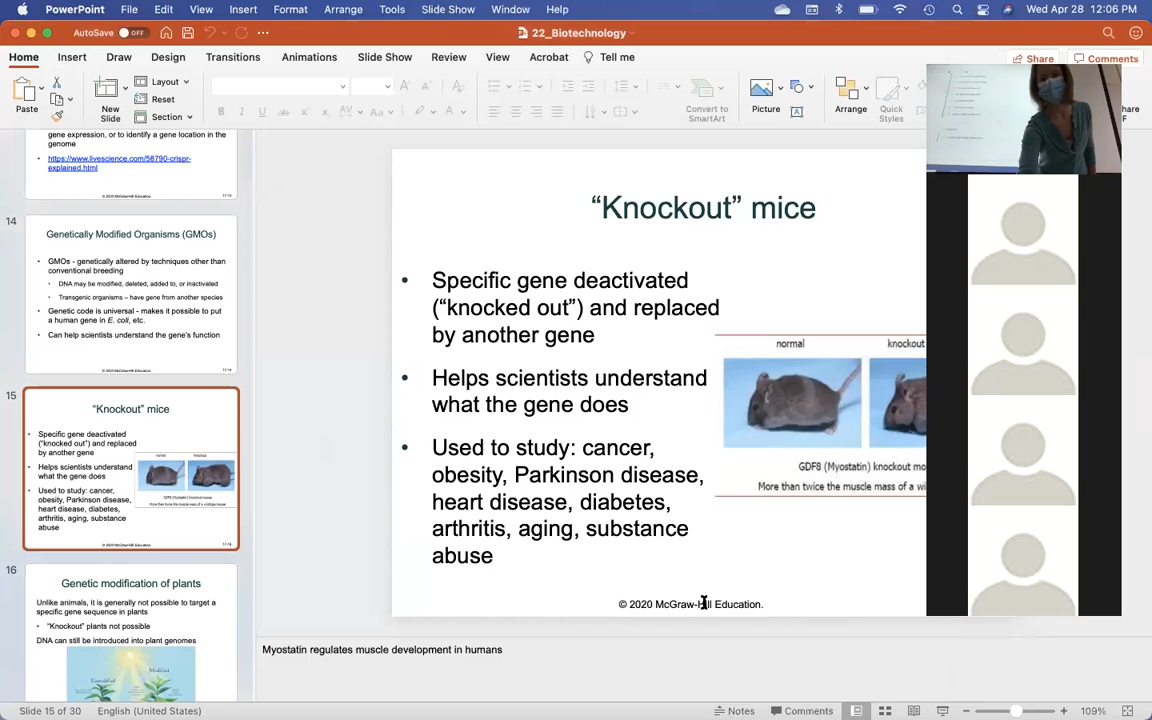 PowerPoint File Edit View Insert Format Arrange Tools Slide Show Window Help Wed Apr 28 12:06 PM
AutoSave OFF 22_Biotechnology
Home Insert Draw Design Transitions Animations Slide Show Review View Acrobat Tell me Share Comments
Paste New Slide Layout Reset Section Convert to SmartArt Picture Arrange Quick Styles
gene expression, or to identify a gene location in the
genome
• https://www.livescience.com/58790-crispr-
explained.html
© 2020 McGraw-Hill Education
14
Genetically Modified Organisms (GMOs)
• GMOs - genetically altered by techniques other than
conventional breeding
• DNA may be modified, deleted, added to, or inactivated
• Transgenic organisms – have gene from another species
• Genetic code is universal - makes it possible to put
a human gene in E. coli, etc.
• Can help scientists understand the gene's function
© 2020 McGraw-Hill Education
15
“Knockout” mice
• Specific gene deactivated
(“knocked out”) and replaced
by another gene
• Helps scientists understand
what the gene does
• Used to study: cancer,
obesity, Parkinson disease,
heart disease, diabetes,
arthritis, aging, substance
abuse
© 2020 McGraw-Hill Education
16
Genetic modification of plants
Unlike animals, it is generally not possible to target a
specific gene sequence in plants
• “Knockout” plants not possible
DNA can still be introduced into plant genomes
“Knockout” mice
• Specific gene deactivated
(“knocked out”) and replaced
by another gene
• Helps scientists understand
what the gene does
• Used to study: cancer,
obesity, Parkinson disease,
heart disease, diabetes,
arthritis, aging, substance
abuse
normal knockout
GDF8 (Myostatin) knockout mo
More than twice the muscle mass of a wi
© 2020 McGraw-Hill Education.
Myostatin regulates muscle development in humans
Slide 15 of 30 English (United States) Notes Comments 109%